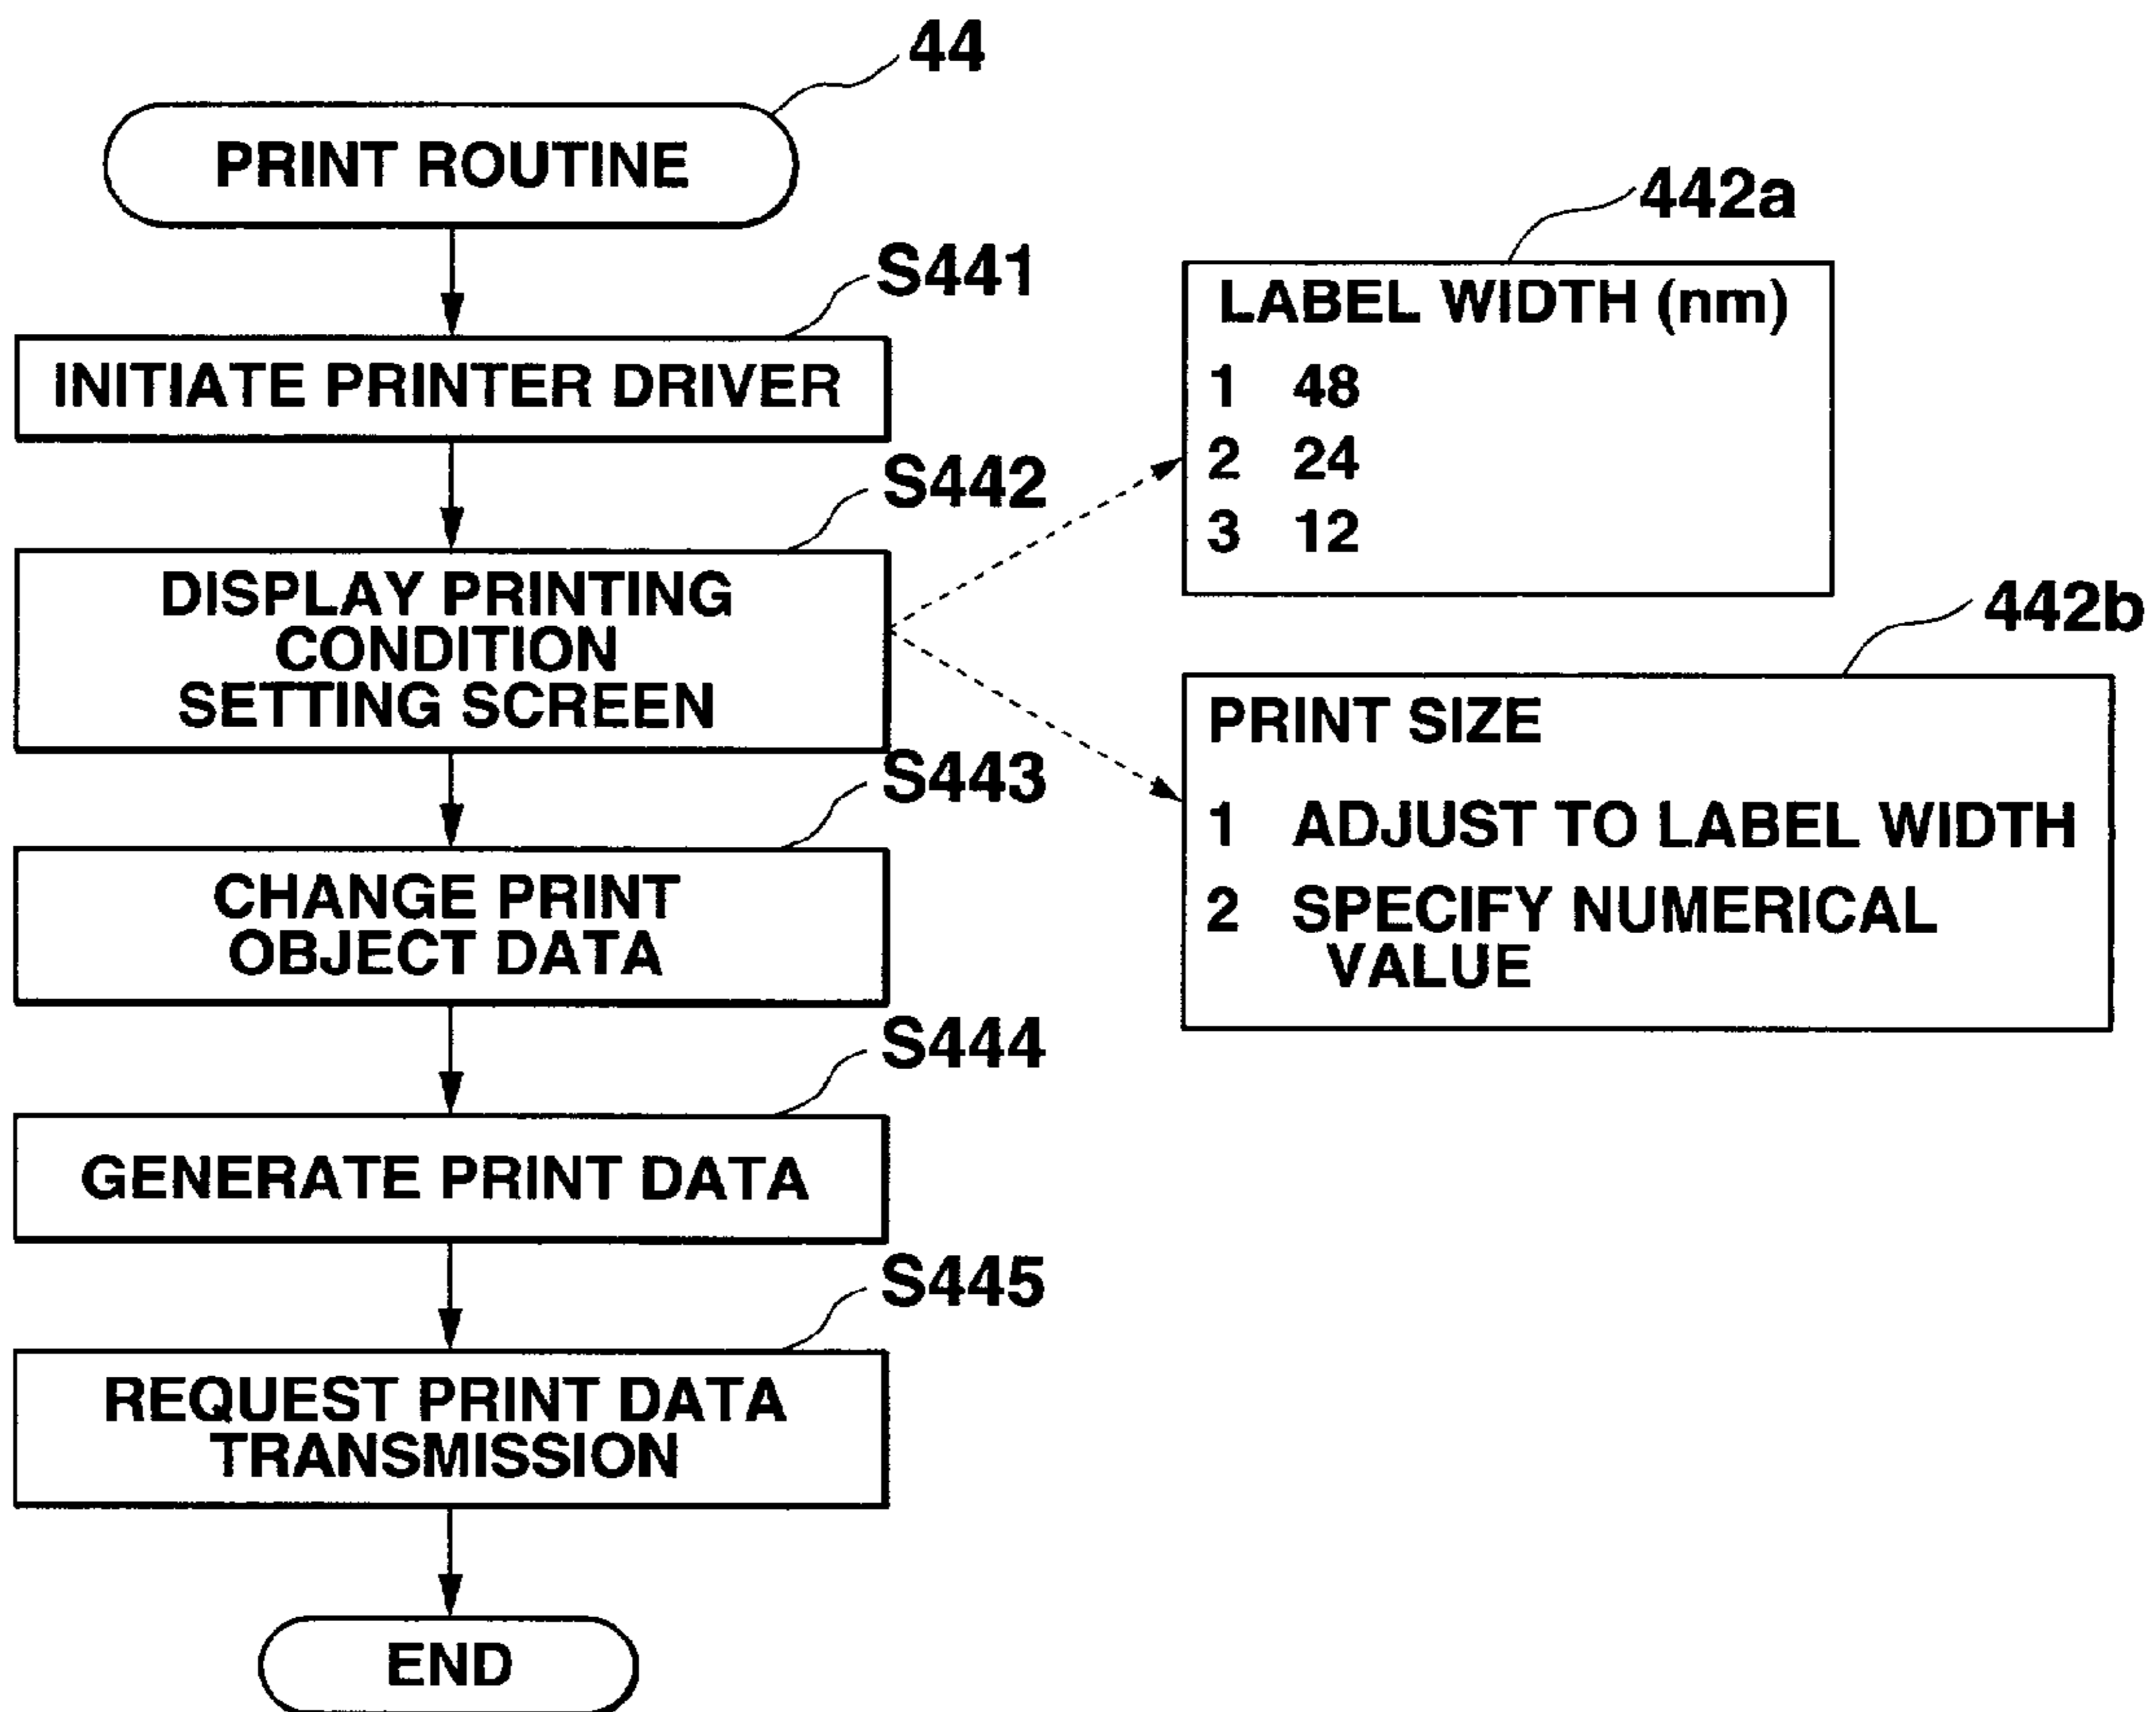 44
PRINT ROUTINE
S441
INITIATE PRINTER DRIVER
S442
DISPLAY PRINTING
CONDITION
SETTING SCREEN
442a
LABEL WIDTH (nm)
1 48
2 24
3 12
442b
PRINT SIZE
1 ADJUST TO LABEL WIDTH
2 SPECIFY NUMERICAL
VALUE
S443
CHANGE PRINT
OBJECT DATA
S444
GENERATE PRINT DATA
S445
REQUEST PRINT DATA
TRANSMISSION
END